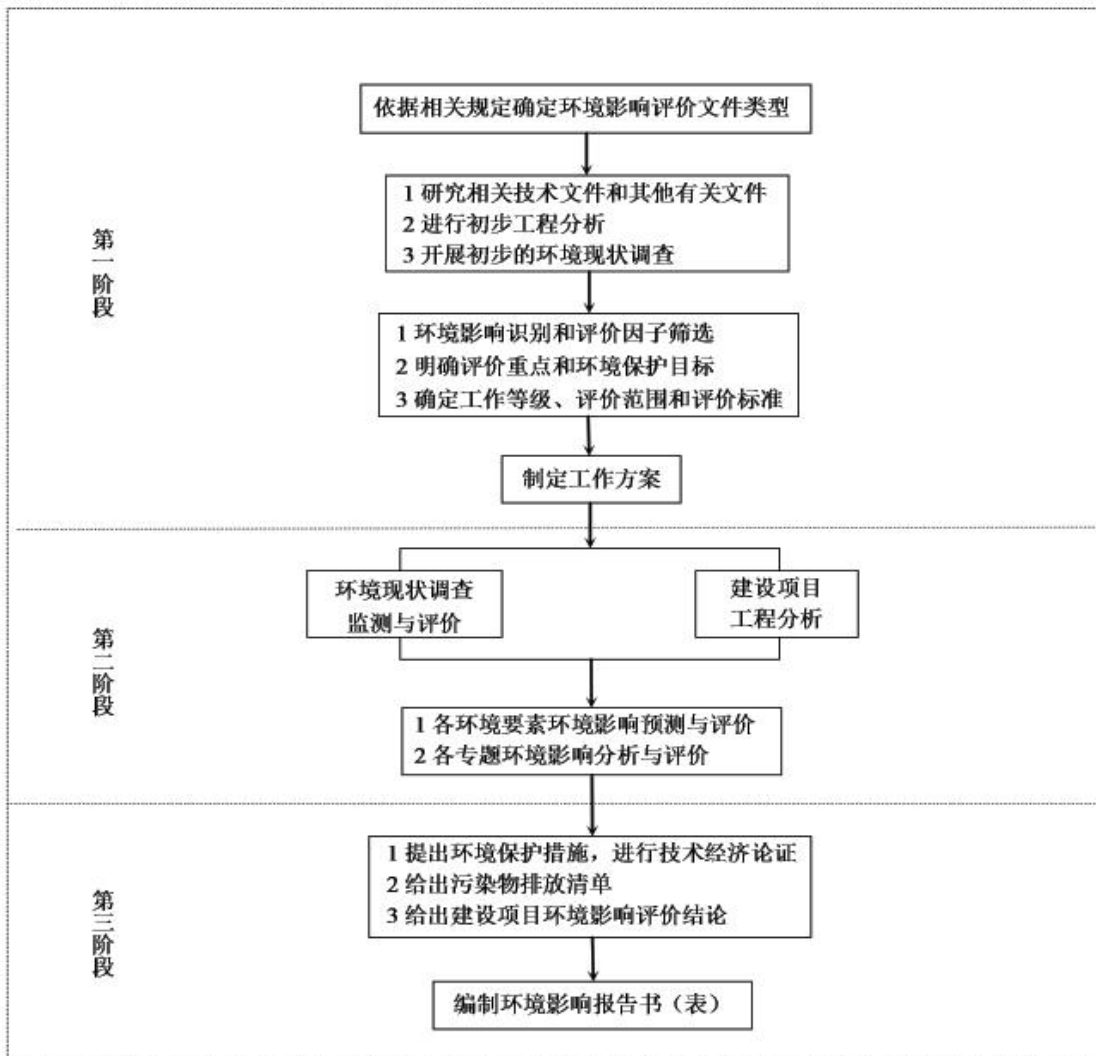 依据相关规定确定环境影响评价文件类型
1 研究相关技术文件和其他有关文件
2 进行初步工程分析
3 开展初步的环境现状调查
第一阶段
1 环境影响识别和评价因子筛选
2 明确评价重点和环境保护目标
3 确定工作等级、评价范围和评价标准
制定工作方案
环境现状调查
监测与评价
建设项目
工程分析
第二阶段
1 各环境要素环境影响预测与评价
2 各专题环境影响分析与评价
1 提出环境保护措施，进行技术经济论证
2 给出污染物排放清单
3 给出建设项目环境影响评价结论
第三阶段
编制环境影响报告书（表）